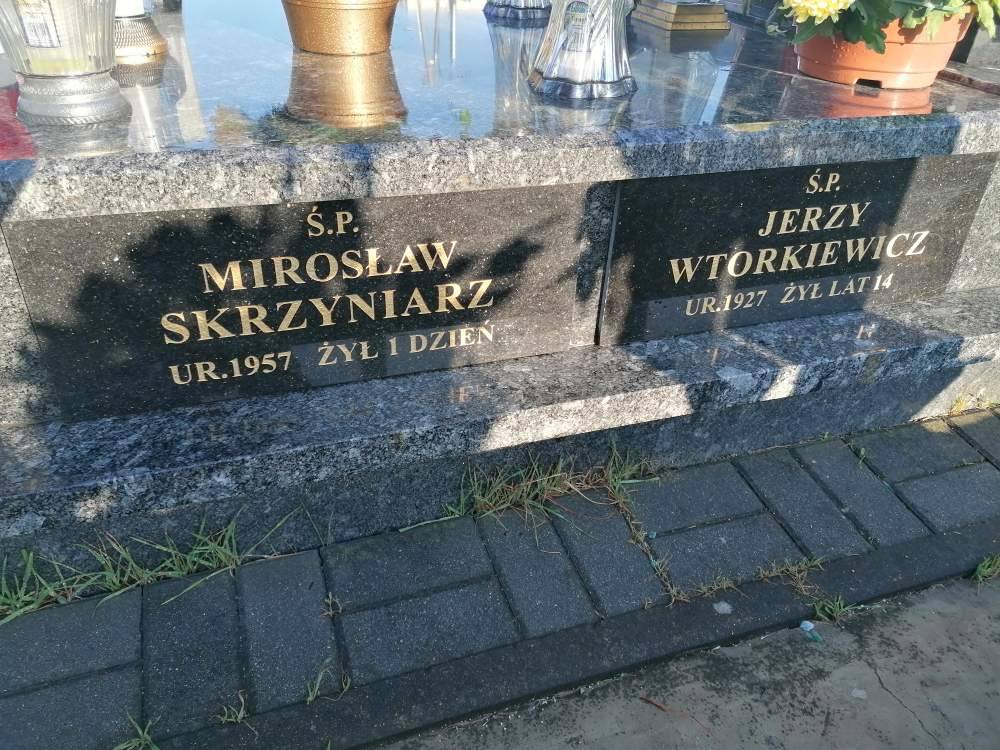 Ś.P.
MIROSŁAW
SKRZYNIARZ
UR.1957 ŻYŁ 1 DZIEŃ
Ś.P.
JERZY
WTORKIEWICZ
UR.1927 ŻYŁ LAT 14